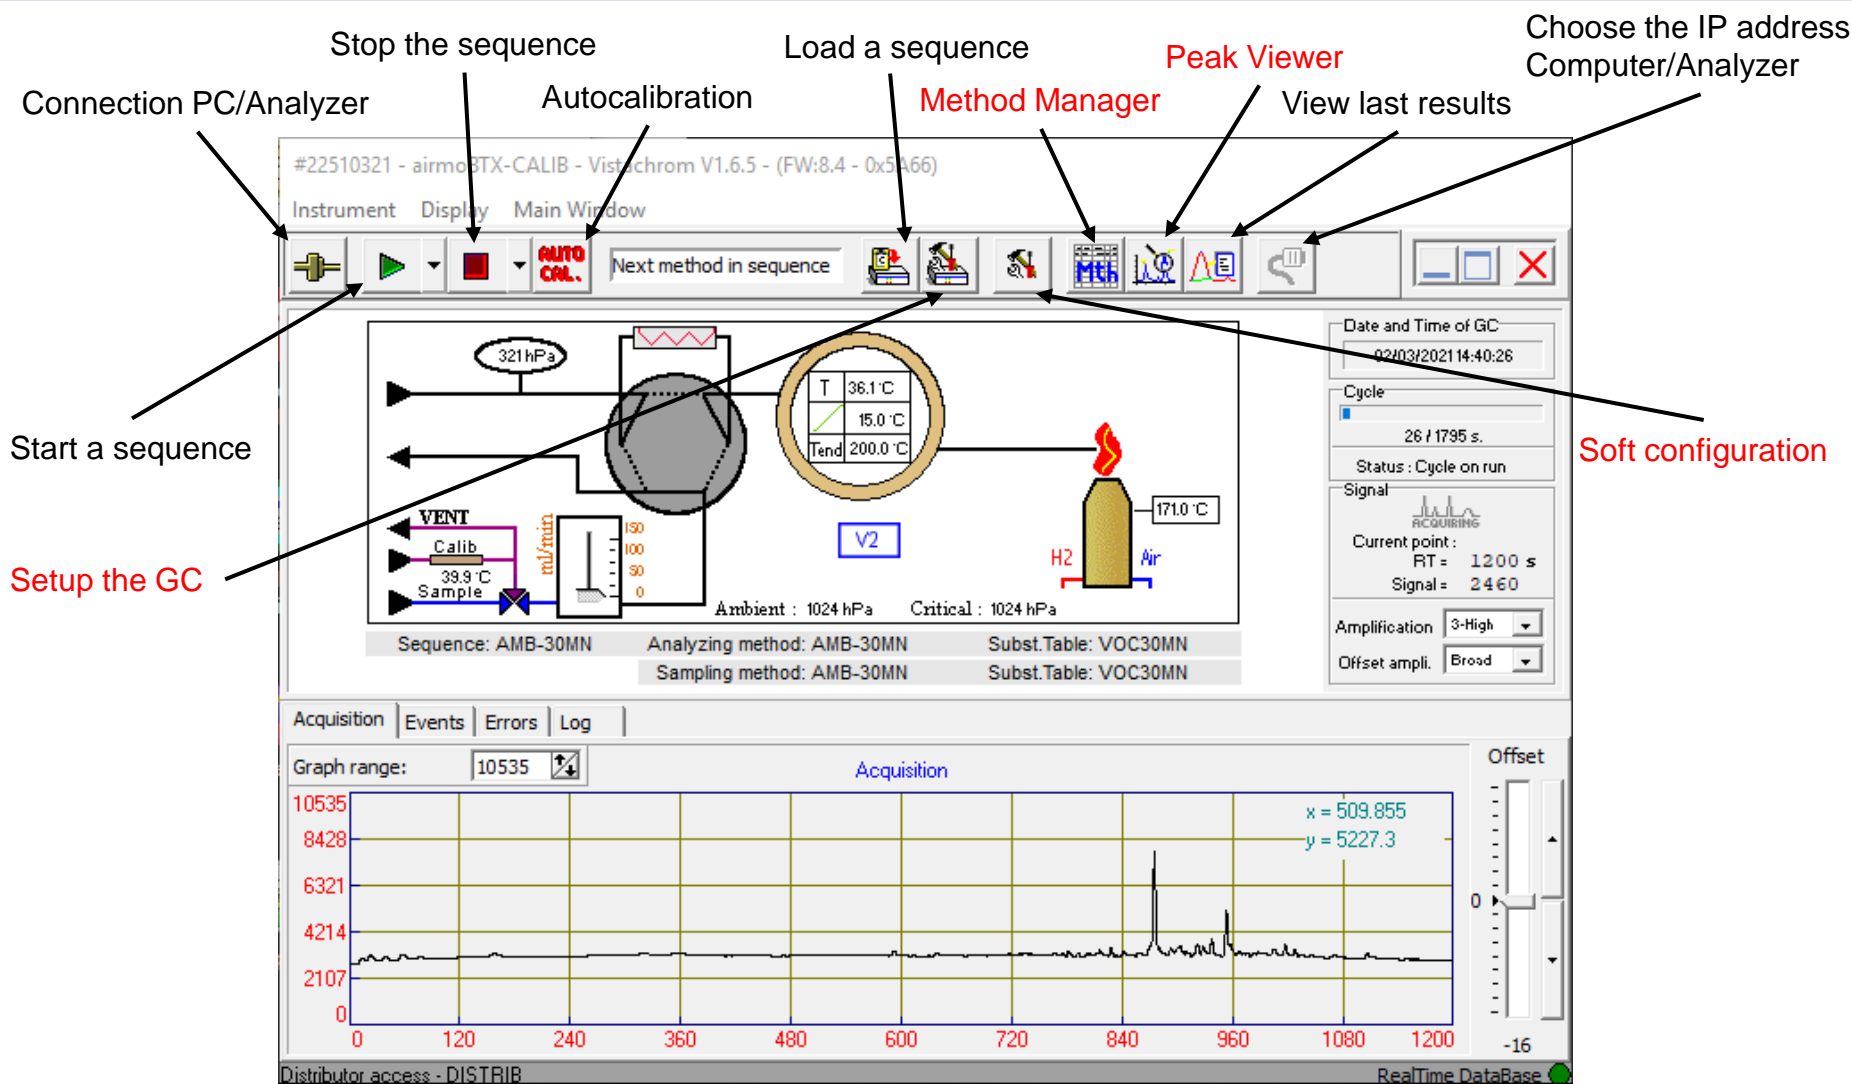 Choose the IP address
Computer/Analyzer
Stop the sequence
Load a sequence
Peak Viewer
Connection PC/Analyzer
Autocalibration
Method Manager
View last results
#22510321 - airmoBTX-CALIB - Vistachrom V1.6.5 - (FW:8.4 - 0x5A66)
Instrument Display Main Window
AUTO
CAL.
Next method in sequence
Mth
Date and Time of GC
02/03/2021 14:40:26
321 hPa
T 36.1 °C
15.0 °C
Tend 200.0 °C
Cycle
26 / 1795 s.
Status : Cycle on run
Start a sequence
Soft configuration
Signal
ACQUIRING
Current point :
RT = 1200 s
Signal = 2460
171.0 °C
VENT
Calib
39.9 °C
Sample
ml/min
150
100
50
0
V2
H2 Air
Setup the GC
Ambient : 1024 hPa Critical : 1024 hPa
Amplification 3-High
Offset ampli. Broad
Sequence: AMB-30MN Analyzing method: AMB-30MN Subst.Table: VOC30MN
Sampling method: AMB-30MN Subst.Table: VOC30MN
Acquisition Events Errors Log
Graph range: 10535
Acquisition
Offset
x = 509.855
y = 5227.3
10535
8428
6321
4214
2107
0
0 120 240 360 480 600 720 840 960 1080 1200
0
-16
Distributor access - DISTRIB RealTime DataBase